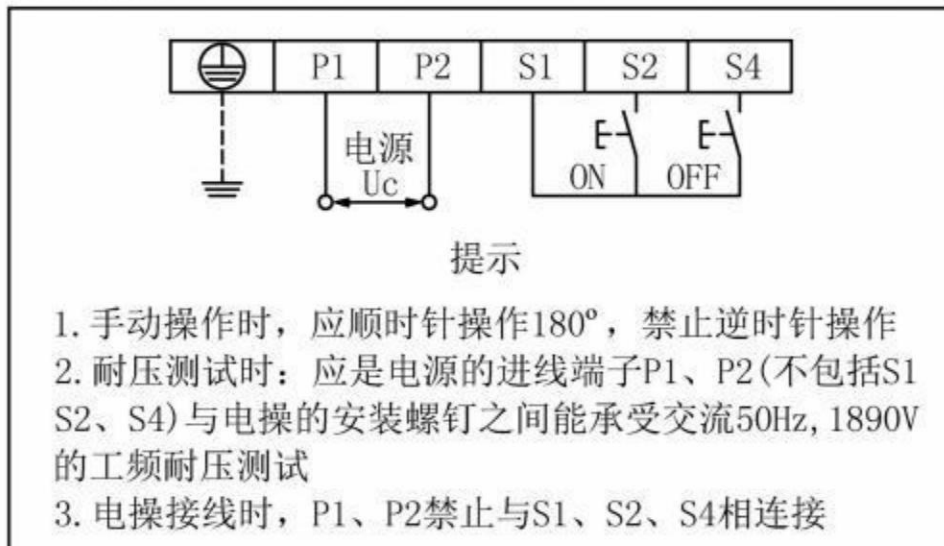 P1 P2 S1 S2 S4
电源
Uc
ON OFF
提示
1.手动操作时，应顺时针操作180°，禁止逆时针操作
2.耐压测试时：应是电源的进线端子P1、P2(不包括S1
S2、S4)与电操的安装螺钉之间能承受交流50Hz,1890V
的工频耐压测试
3.电操接线时，P1、P2禁止与S1、S2、S4相连接